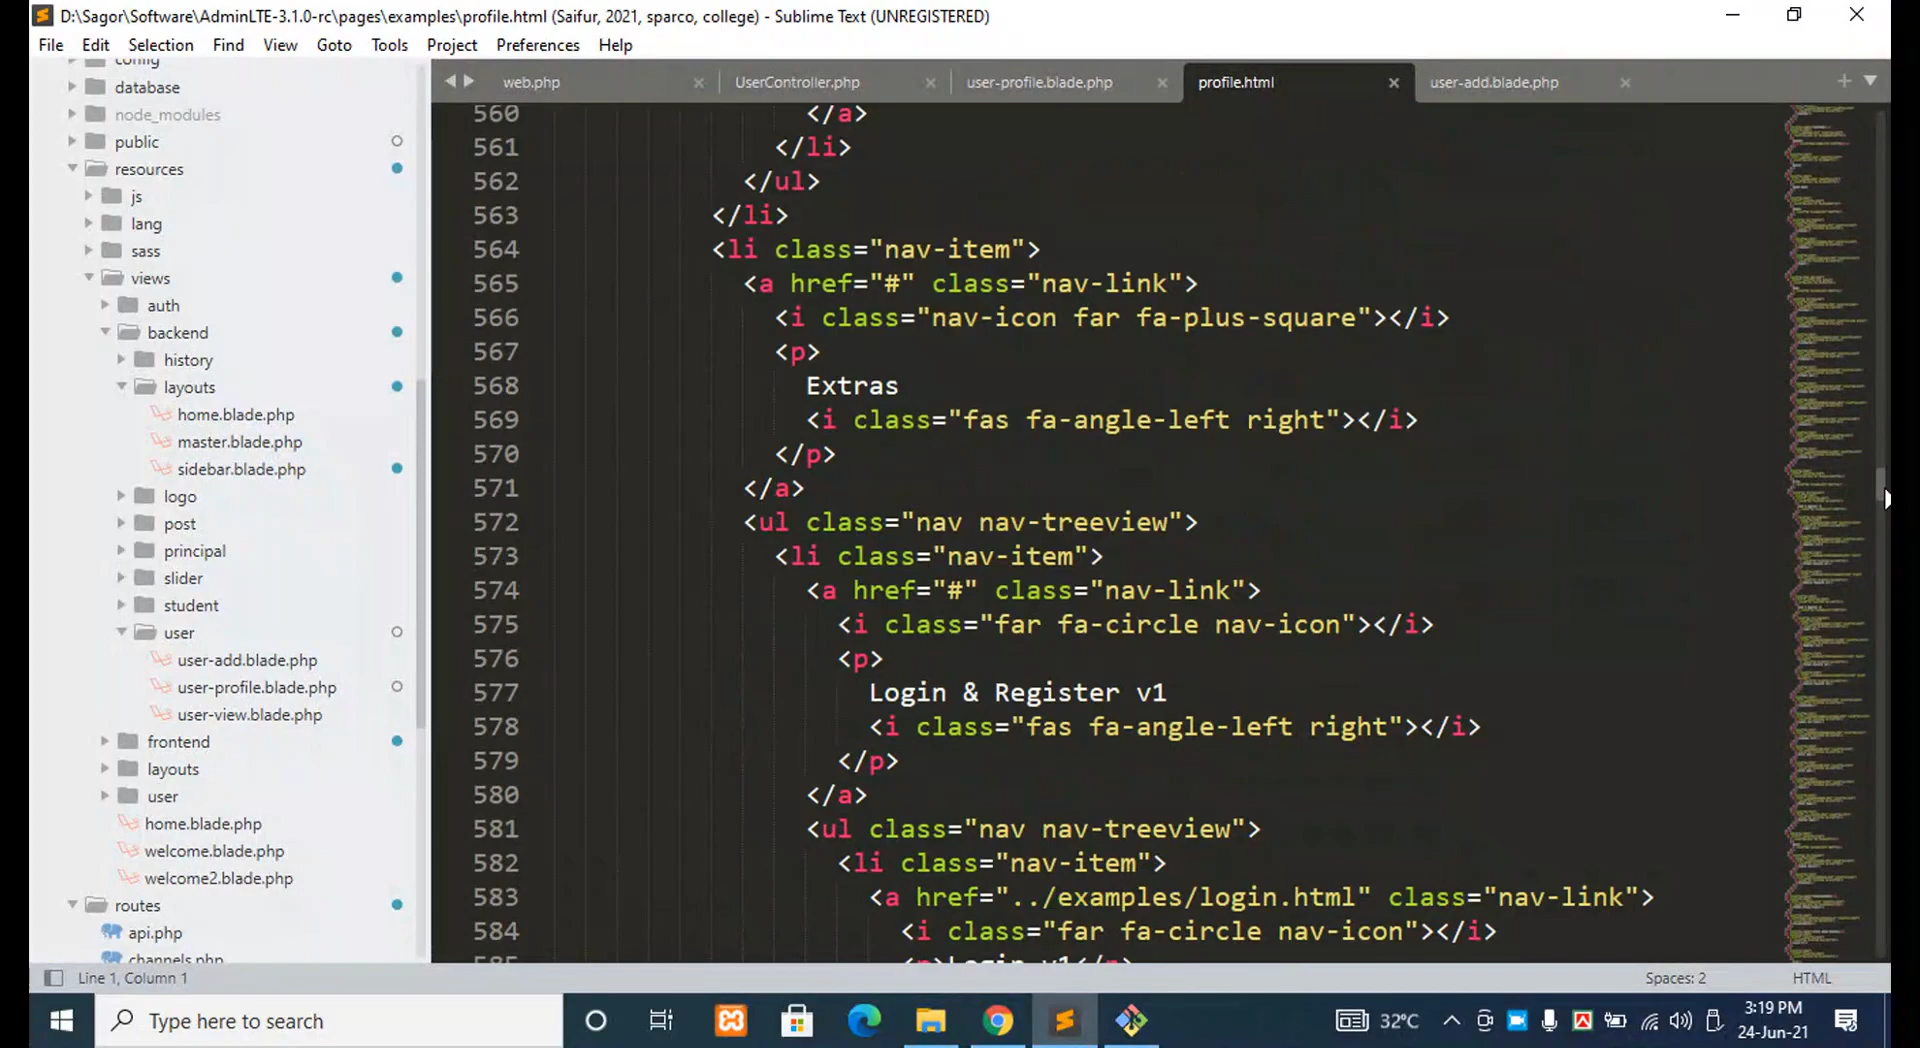 D:\Sagor\Software\AdminLTE-3.1.0-rc\pages\examples\profile.html (Saifur, 2021, sparco, college) - Sublime Text (UNREGISTERED)
File Edit Selection Find View Goto Tools Project Preferences Help
config
database
node_modules
public
resources
js
lang
sass
views
auth
backend
history
layouts
home.blade.php
master.blade.php
sidebar.blade.php
logo
post
principal
slider
student
user
user-add.blade.php
user-profile.blade.php
user-view.blade.php
frontend
layouts
user
home.blade.php
welcome.blade.php
welcome2.blade.php
routes
api.php
channels.php
web.php UserController.php user-profile.blade.php profile.html user-add.blade.php
560 </a>
561 </li>
562 </ul>
563 </li>
564 <li class="nav-item">
565 <a href="#" class="nav-link">
566 <i class="nav-icon far fa-plus-square"></i>
567 <p>
568 Extras
569 <i class="fas fa-angle-left right"></i>
570 </p>
571 </a>
572 <ul class="nav nav-treeview">
573 <li class="nav-item">
574 <a href="#" class="nav-link">
575 <i class="far fa-circle nav-icon"></i>
576 <p>
577 Login & Register v1
578 <i class="fas fa-angle-left right"></i>
579 </p>
580 </a>
581 <ul class="nav nav-treeview">
582 <li class="nav-item">
583 <a href="../examples/login.html" class="nav-link">
584 <i class="far fa-circle nav-icon"></i>
585 <p>Login v1</p>
Line 1, Column 1 Spaces: 2 HTML
Type here to search
32°C
3:19 PM
24-Jun-21